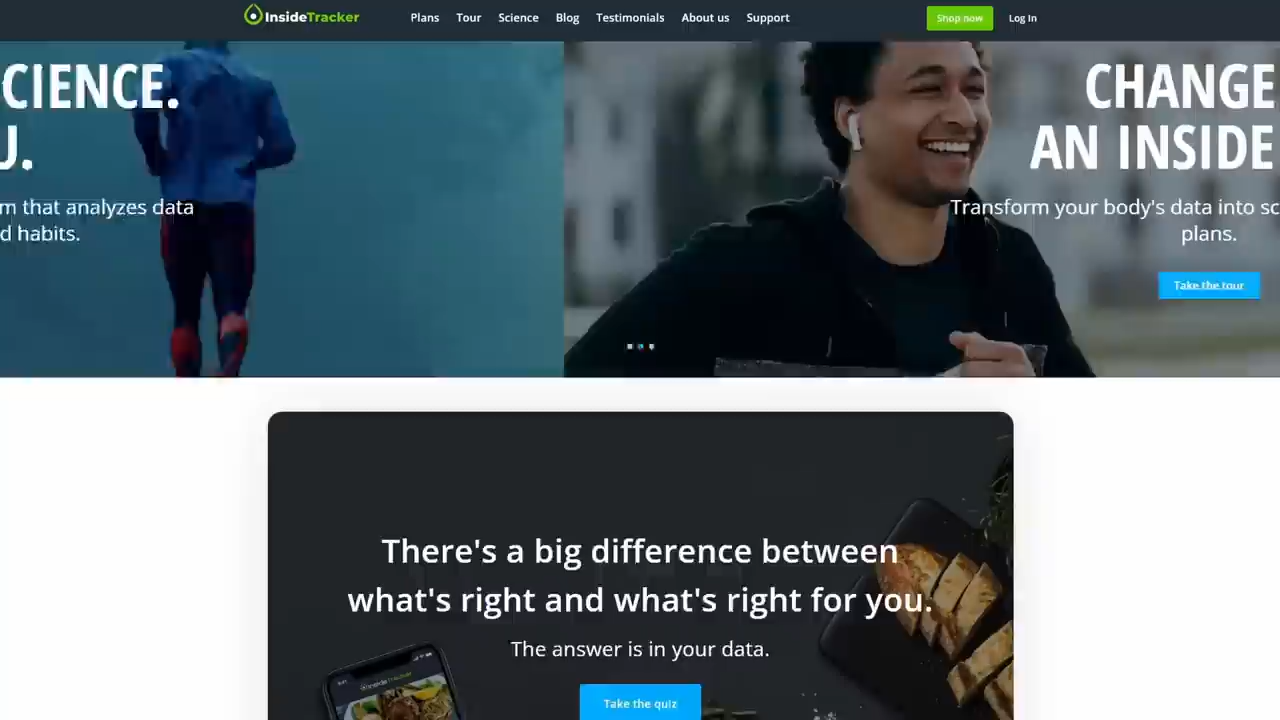 InsideTracker
Plans Tour Science Blog Testimonials About us Support
Shop now Log In
CIENCE.
U.
m that analyzes data
d habits.
CHANGE
AN INSIDE
Transform your body's data into sc
plans.
Take the tour
There's a big difference between
what's right and what's right for you.
The answer is in your data.
Take the quiz
InsideTracker